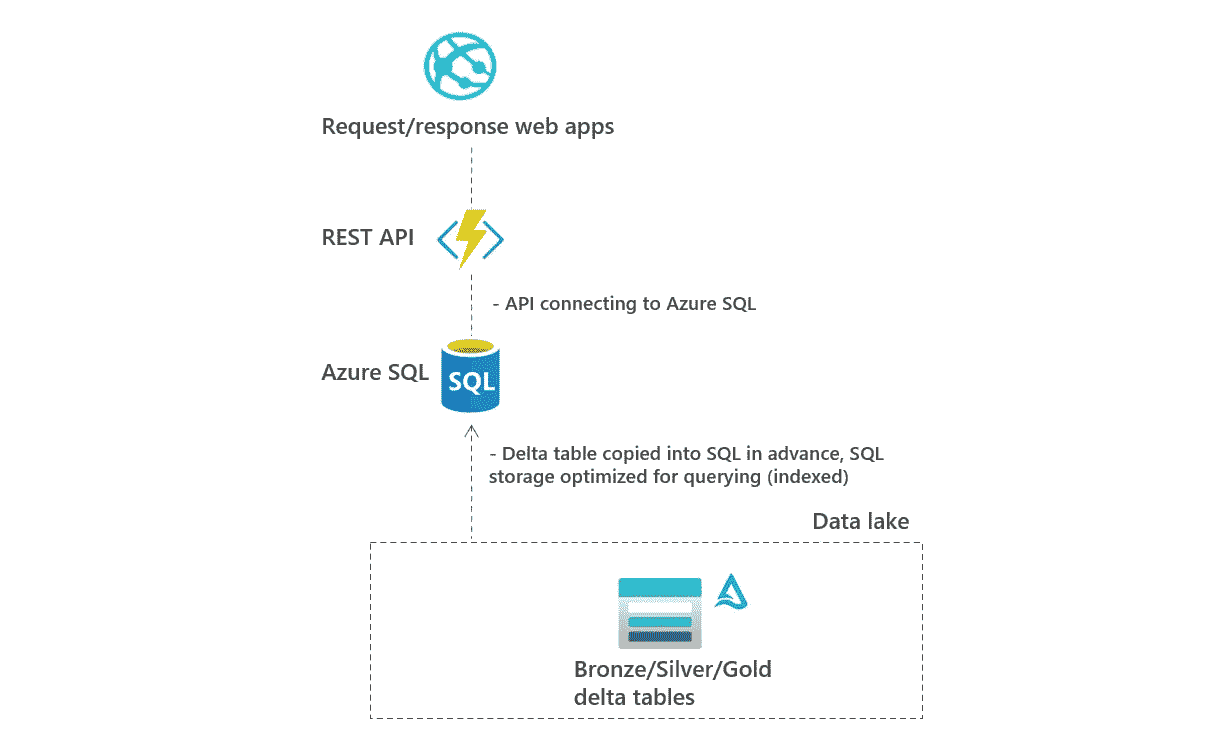 Request/response web apps
REST API
- API connecting to Azure SQL
Azure SQL
SQL
- Delta table copied into SQL in advance, SQL
storage optimized for querying (indexed)
Data lake
Bronze/Silver/Gold
delta tables